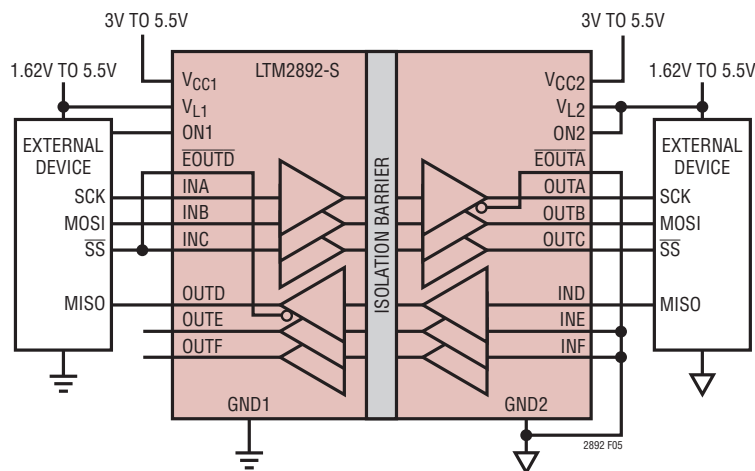 3V TO 5.5V
3V TO 5.5V
1.62V TO 5.5V
LTM2892-S
1.62V TO 5.5V
VCC1
VCC2
VL1
VL2
ON1
ON2
EXTERNAL
DEVICE
EXTERNAL
DEVICE
EOUTD
EOUTA
SCK
INA
OUTA
SCK
MOSI
INB
OUTB
MOSI
SS
INC
OUTC
SS
ISOLATION BARRIER
MISO
OUTD
IND
MISO
OUTE
INE
OUTF
INF
GND1
GND2
2892 F05